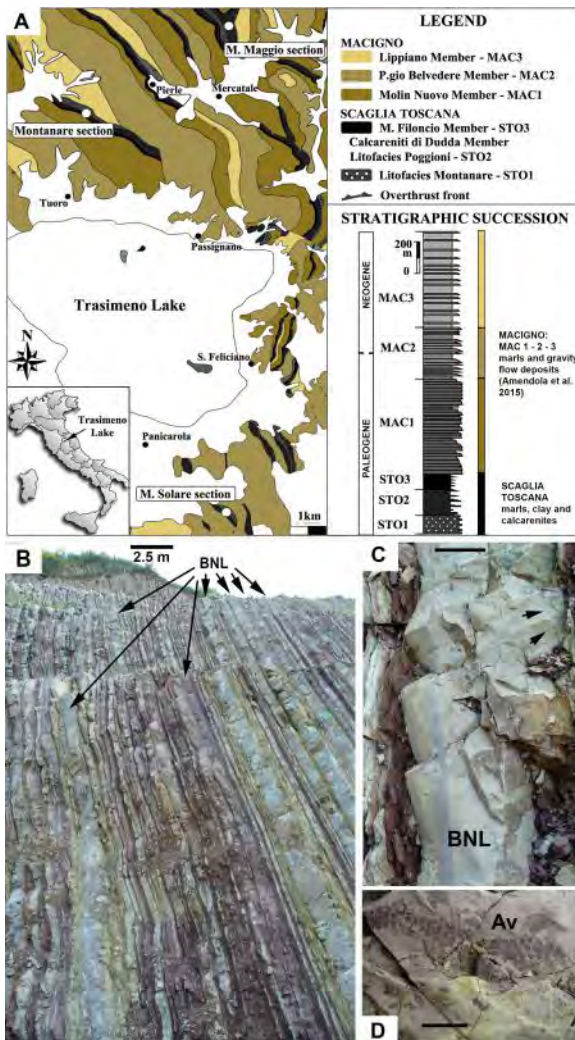 A
M. Maggio section
Pierle
Mercatale
Montanare section
Tuoro
Passignano
Trasimeno Lake
N
S. Feliciano
Trasimeno
Lake
Panicarola
M. Solare section
1km
LEGEND
MACIGNO
Lippiano Member - MAC3
P.gio Belvedere Member - MAC2
Molin Nuovo Member - MAC1
SCAGLIA TOSCANA
M. Filoncio Member - STO3
Calcareniti di Dudda Member
Litofacies Poggioni - STO2
Litofacies Montanare - STO1
Overthrust front
STRATIGRAPHIC SUCCESSION
NEOGENE
PALEOGENE
200
m
0
MAC3
MAC2
MAC1
STO3
STO2
STO1
MACIGNO:
MAC 1 - 2 - 3
marls and gravity
flow deposits
(Amendola et al.
2015)
SCAGLIA
TOSCANA
marls, clay and
calcarenites
B
2.5 m
BNL
C
BNL
Av
D